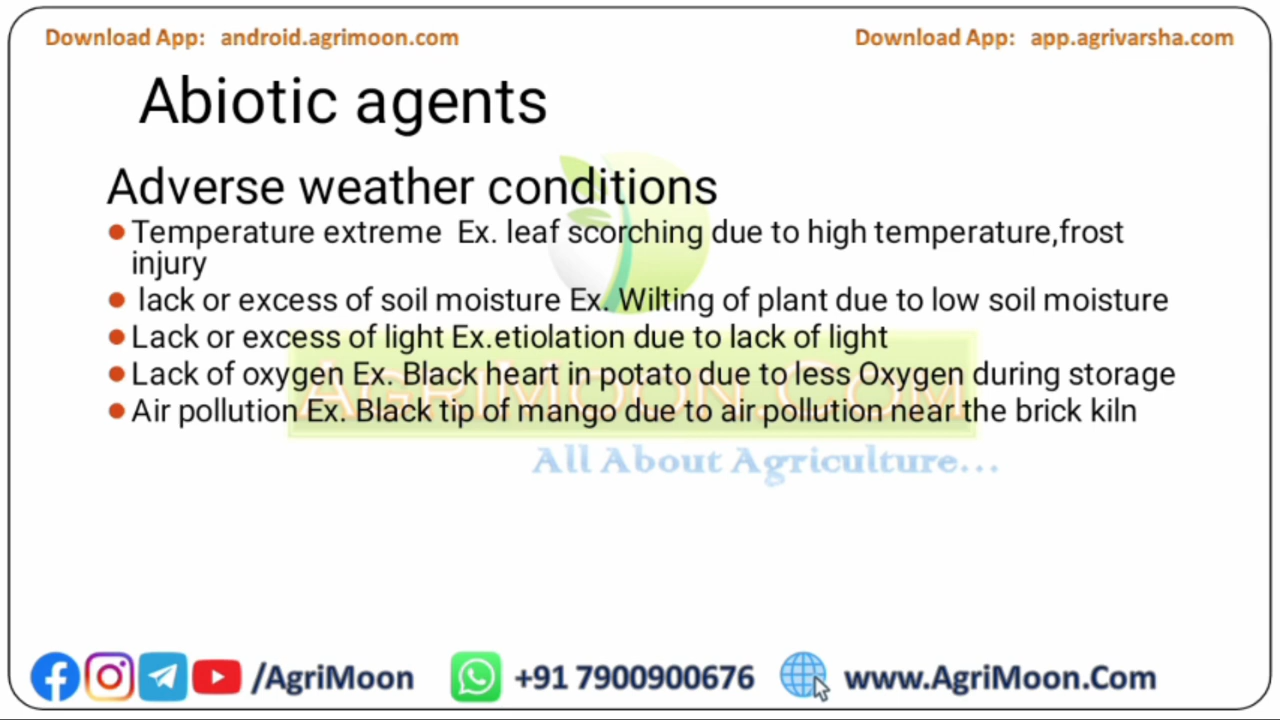 Download App: android.agrimoon.com
Download App: app.agrivarsha.com
Abiotic agents
Adverse weather conditions
Temperature extreme Ex. leaf scorching due to high temperature,frost
injury
lack or excess of soil moisture Ex. Wilting of plant due to low soil moisture
Lack or excess of light Ex.etiolation due to lack of light
Lack of oxygen Ex. Black heart in potato due to less Oxygen during storage
Air pollution Ex. Black tip of mango due to air pollution near the brick kiln
AgriMoon.Com
All About Agriculture...
/AgriMoon
+91 7900900676
www.AgriMoon.Com